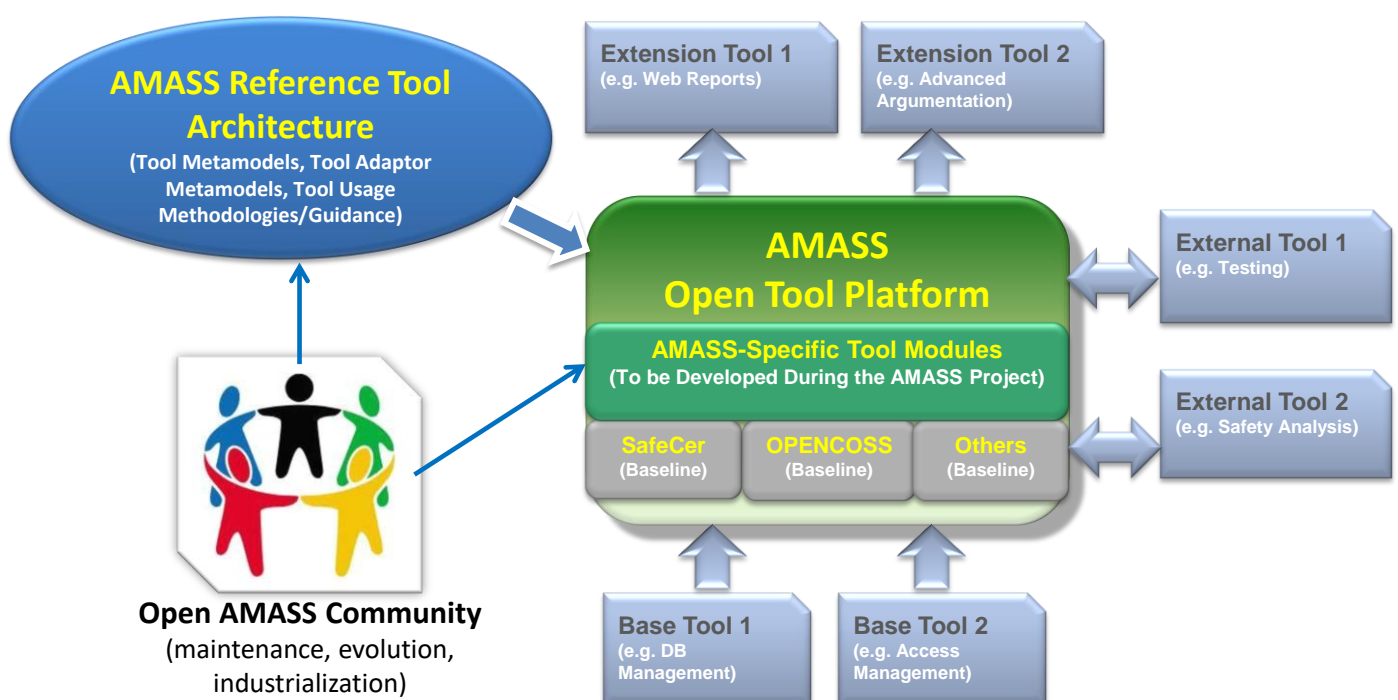 AMASS Reference Tool
Architecture
(Tool Metamodels, Tool Adaptor
Metamodels, Tool Usage
Methodologies/Guidance)
Extension Tool 1
(e.g. Web Reports)
Extension Tool 2
(e.g. Advanced
Argumentation)
AMASS
Open Tool Platform
AMASS-Specific Tool Modules
(To be Developed During the AMASS Project)
SafeCer
(Baseline)
OPENCOSS
(Baseline)
Others
(Baseline)
External Tool 1
(e.g. Testing)
External Tool 2
(e.g. Safety Analysis)
Open AMASS Community
(maintenance, evolution,
industrialization)
Base Tool 1
(e.g. DB
Management)
Base Tool 2
(e.g. Access
Management)